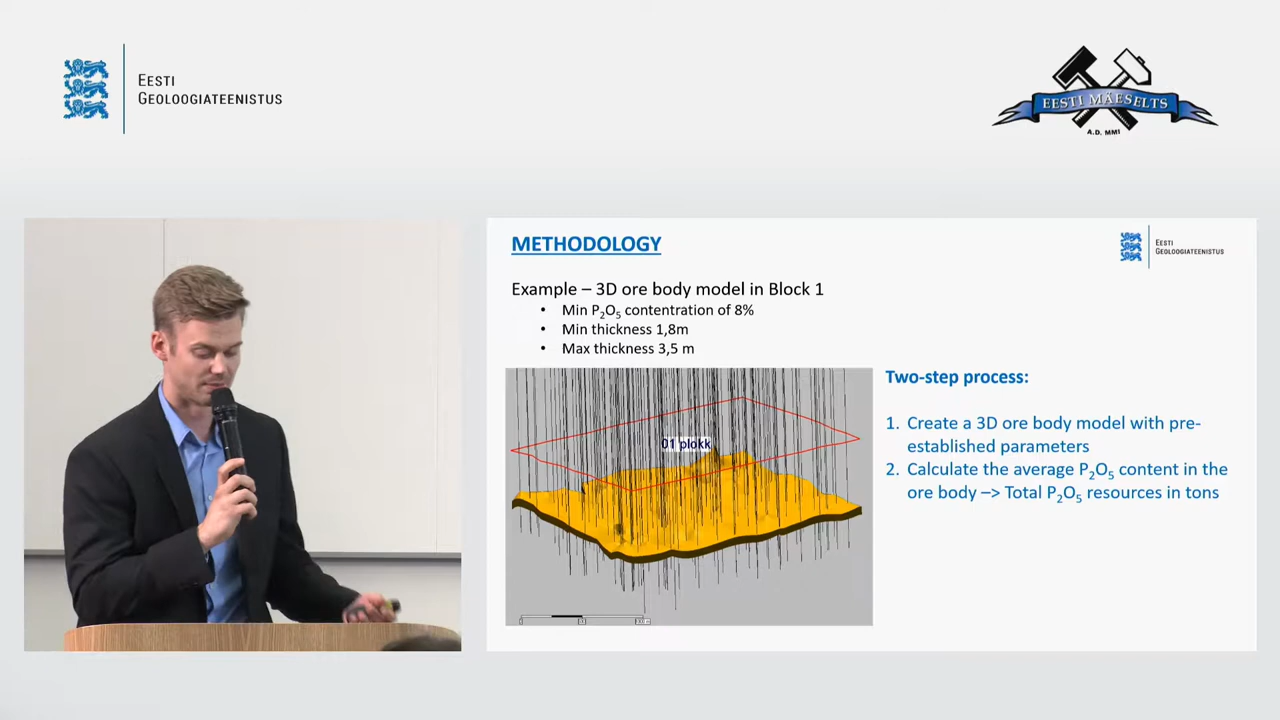 EESTI
GEOLOOGIATEENISTUS
EESTI MÄESELTS
A.D. MMI
METHODOLOGY
EESTI
GEOLOOGIATEENISTUS
Example – 3D ore body model in Block 1
• Min P₂O₅ contentration of 8%
• Min thickness 1,8m
• Max thickness 3,5 m
01 plokk
Two-step process:
1. Create a 3D ore body model with pre-
established parameters
2. Calculate the average P₂O₅ content in the
ore body –> Total P₂O₅ resources in tons